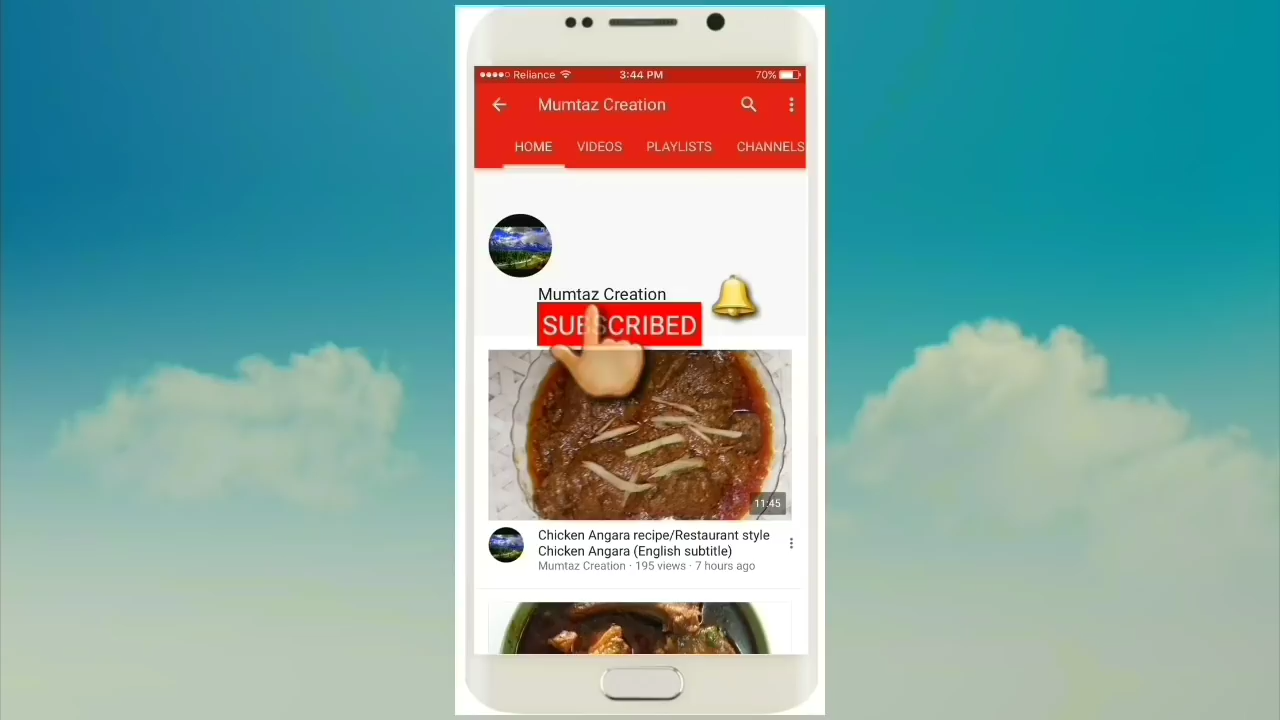 Reliance 3:44 PM 70%
Mumtaz Creation
HOME VIDEOS PLAYLISTS CHANNELS
Mumtaz Creation
SUBSCRIBED
11:45
Chicken Angara recipe/Restaurant style
Chicken Angara (English subtitle)
Mumtaz Creation · 195 views · 7 hours ago